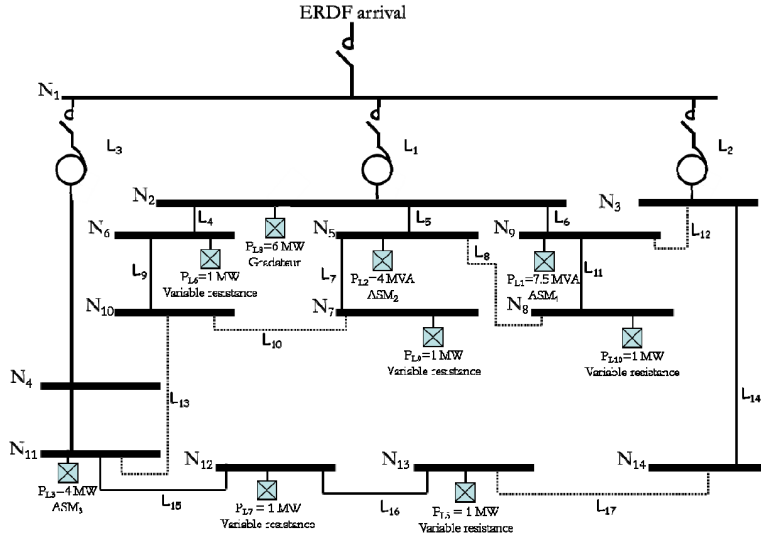 ERDF arrival
N1
L3
L1
L2
N2
N3
L4
L5
L6
L12
N6
N5
N9
PL8=6 MW
Gradateur
L8
L9
PL6=1 MW
Variable resistance
L7
PL2=4 MVA
ASM2
PL1=7.5 MVA
L11
N10
N7
N8
L10
PL9=1 MW
Variable resistance
PL10=1 MW
Variable resistance
N4
L13
L14
N11
N12
N13
N14
PL3=4 MW
ASM3
L15
PL7=1 MW
Variable resistance
L16
PL5=1 MW
Variable resistance
L17